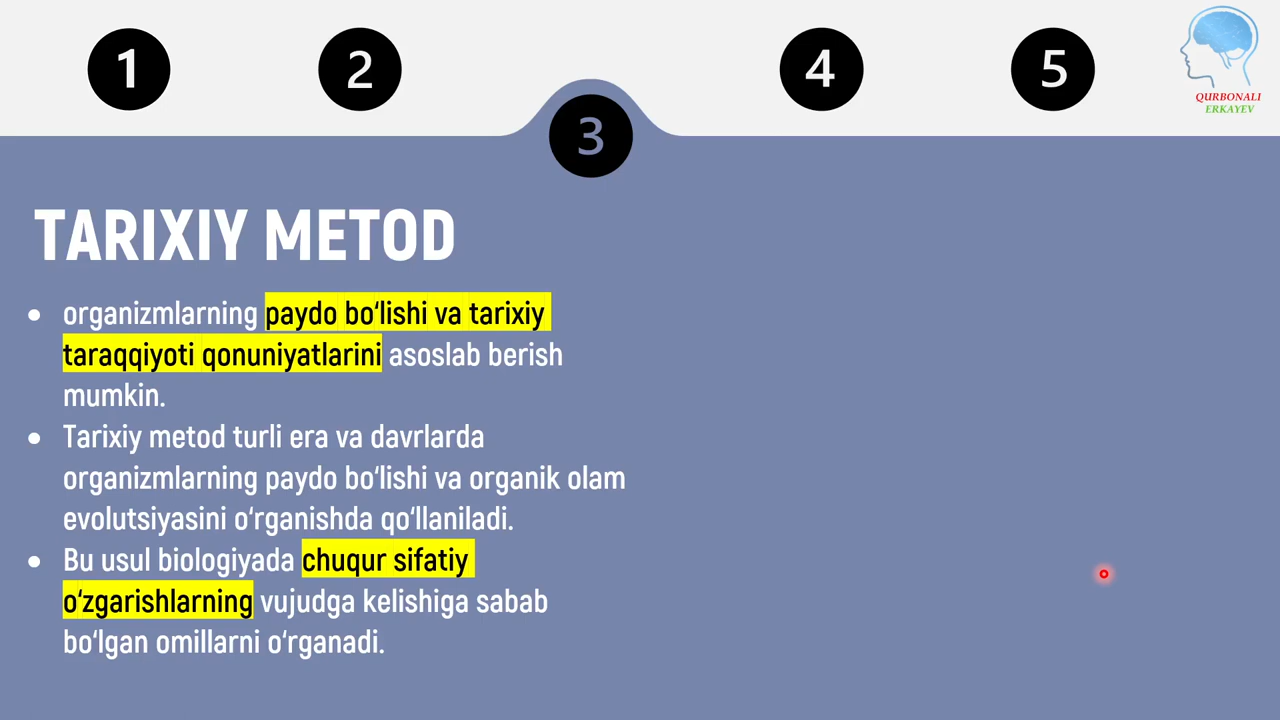 1
2
3
4
5
QURBONALI
ERKAYEV
TARIXIY METOD
• organizmlarning paydo bo‘lishi va tarixiy
taraqqiyoti qonuniyatlarini asoslab berish
mumkin.
• Tarixiy metod turli era va davrlarda
organizmlarning paydo bo‘lishi va organik olam
evolutsiyasini o‘rganishda qo‘llaniladi.
• Bu usul biologiyada chuqur sifatiy
o‘zgarishlarning vujudga kelishiga sabab
bo‘lgan omillarni o‘rganadi.